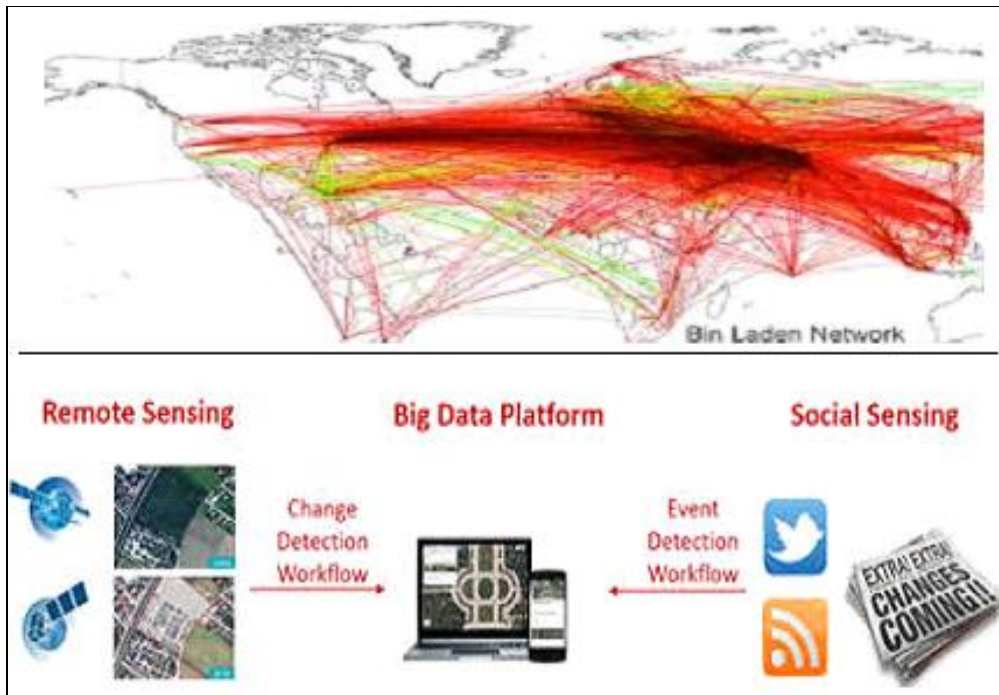 Bin Laden Network
Remote Sensing
Big Data Platform
Social Sensing
Change
Detection
Workflow
Event
Detection
Workflow
EXTRA! EXTRA!
CHANGES
COMING!!